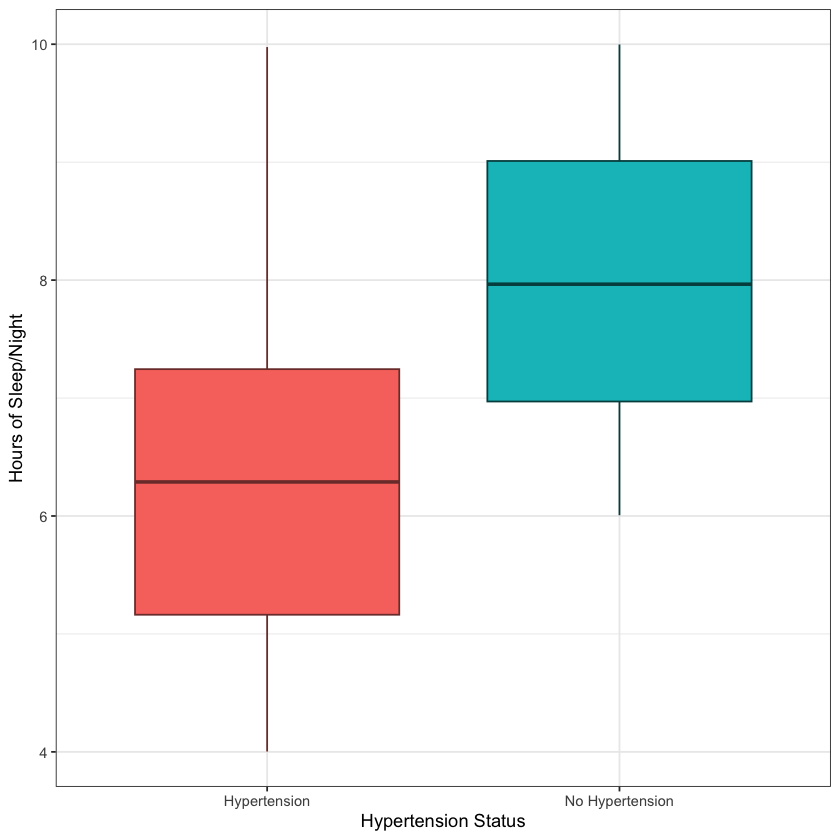 10
8
6
4
Hours of Sleep/Night
Hypertension
No Hypertension
Hypertension Status